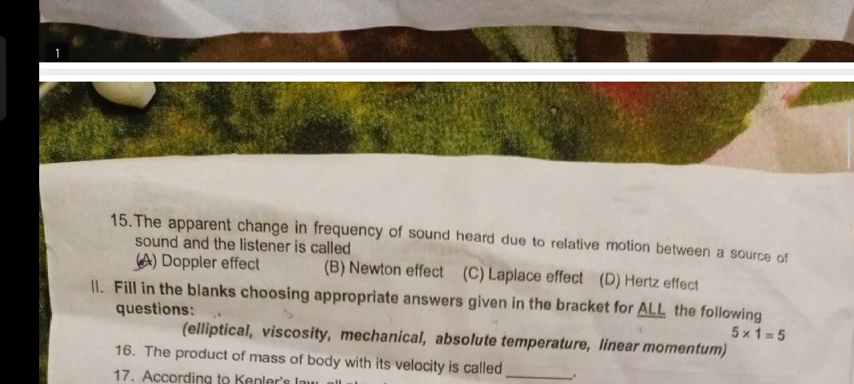 1
15. The apparent change in frequency of sound heard due to relative motion between a source of
sound and the listener is called
(A) Doppler effect (B) Newton effect (C) Laplace effect (D) Hertz effect
II. Fill in the blanks choosing appropriate answers given in the bracket for ALL the following
questions: 5 × 1 = 5
(elliptical, viscosity, mechanical, absolute temperature, linear momentum)
16. The product of mass of body with its velocity is called ________.
17. According to Kepler's law, all